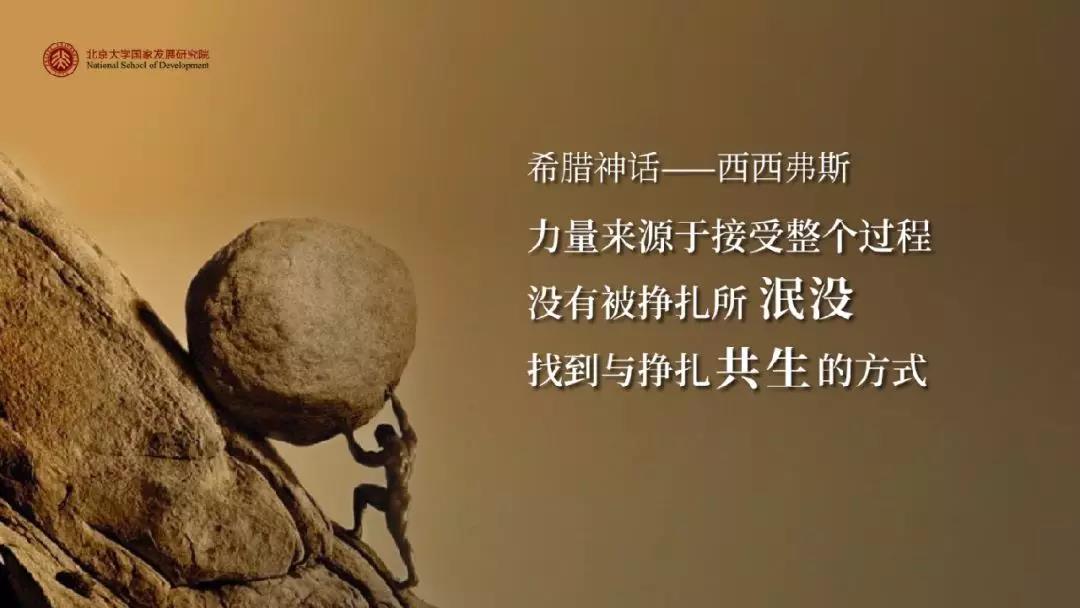 北京大学国家发展研究院
National School of Development
希腊神话——西西弗斯
力量来源于接受整个过程
没有被挣扎所泯没
找到与挣扎共生的方式